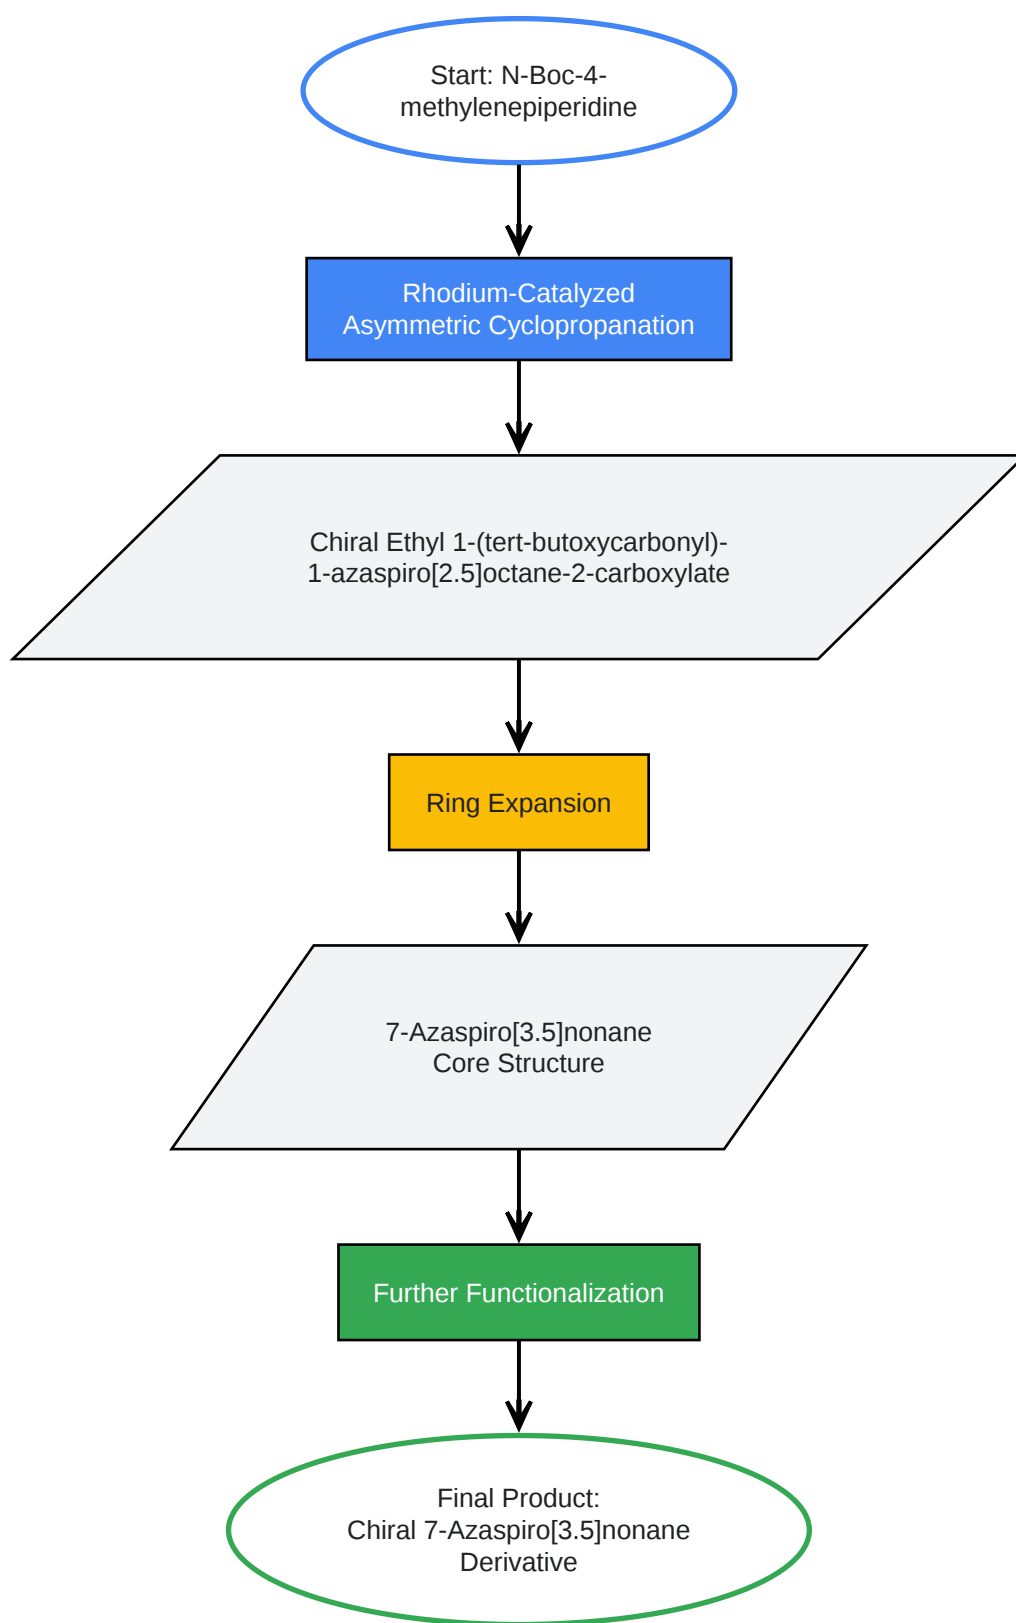 Start: N-Boc-4-
methylenepiperidine
Rhodium-Catalyzed
Asymmetric Cyclopropanation
Chiral Ethyl 1-(tert-butoxycarbonyl)-
1-azaspiro[2.5]octane-2-carboxylate
Ring Expansion
7-Azaspiro[3.5]nonane
Core Structure
Further Functionalization
Final Product:
Chiral 7-Azaspiro[3.5]nonane
Derivative